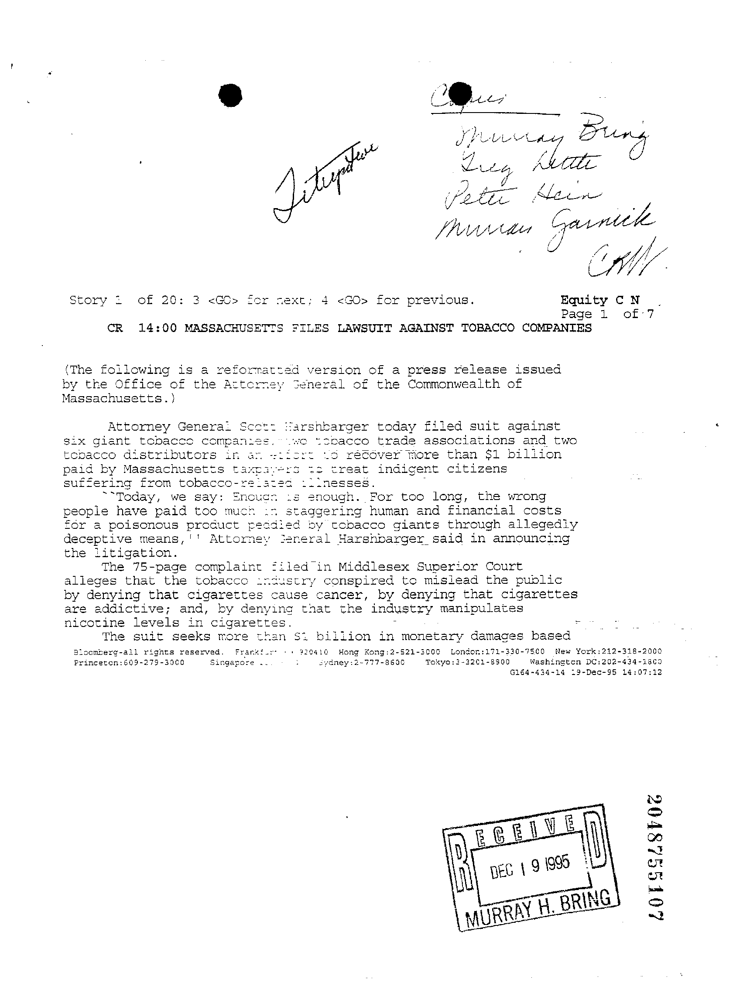 Copies
Murray Bring
Greg
Peter Hein
Murray Garnick
Story 1 of 20: 3 <GO> for next; 4 <GO> for previous. Equity C N
Page 1 of 7
CR 14:00 MASSACHUSETTS FILES LAWSUIT AGAINST TOBACCO COMPANIES
(The following is a reformatted version of a press release issued
by the Office of the Attorney General of the Commonwealth of
Massachusetts.)
Attorney General Scott Harshbarger today filed suit against
six giant tobacco companies, two tobacco trade associations and two
tobacco distributors in an effort to recover more than $1 billion
paid by Massachusetts taxpayers to treat indigent citizens
suffering from tobacco-related illnesses.
``Today, we say: Enough is enough. For too long, the wrong
people have paid too much in staggering human and financial costs
for a poisonous product peddled by tobacco giants through allegedly
deceptive means,'' Attorney General Harshbarger said in announcing
the litigation.
The 75-page complaint filed in Middlesex Superior Court
alleges that the tobacco industry conspired to mislead the public
by denying that cigarettes cause cancer, by denying that cigarettes
are addictive; and, by denying that the industry manipulates
nicotine levels in cigarettes.
The suit seeks more than $1 billion in monetary damages based
Bloomberg-all rights reserved. Frankfurt 920410 Hong Kong:2-521-3000 London:171-330-7500 New York:212-318-2000
Princeton:609-279-3000 Singapore Sydney:2-777-8600 Tokyo:3-3201-8900 Washington DC:202-434-1800
G164-434-14 19-Dec-95 14:07:12
RECEIVED
DEC 19 1995
MURRAY H. BRING
2048755107